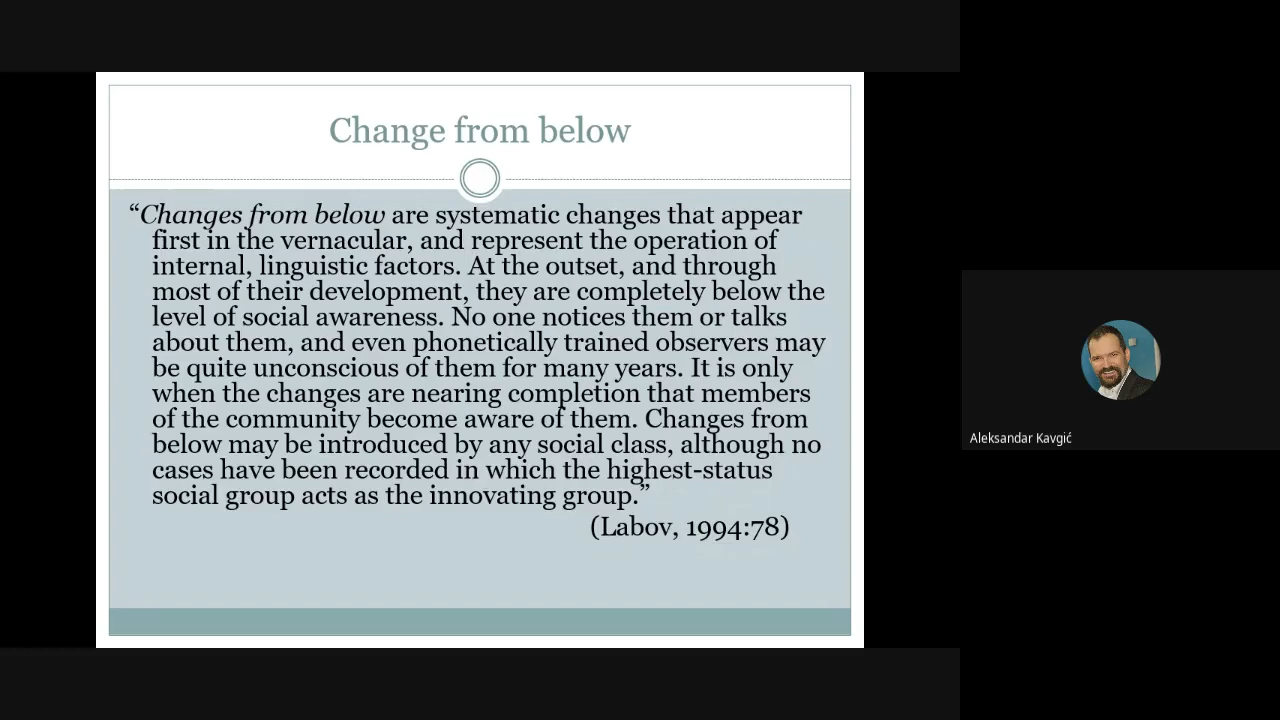 Change from below
“Changes from below are systematic changes that appear
first in the vernacular, and represent the operation of
internal, linguistic factors. At the outset, and through
most of their development, they are completely below the
level of social awareness. No one notices them or talks
about them, and even phonetically trained observers may
be quite unconscious of them for many years. It is only
when the changes are nearing completion that members
of the community become aware of them. Changes from
below may be introduced by any social class, although no
cases have been recorded in which the highest-status
social group acts as the innovating group.”
(Labov, 1994:78)
Aleksandar Kavgić